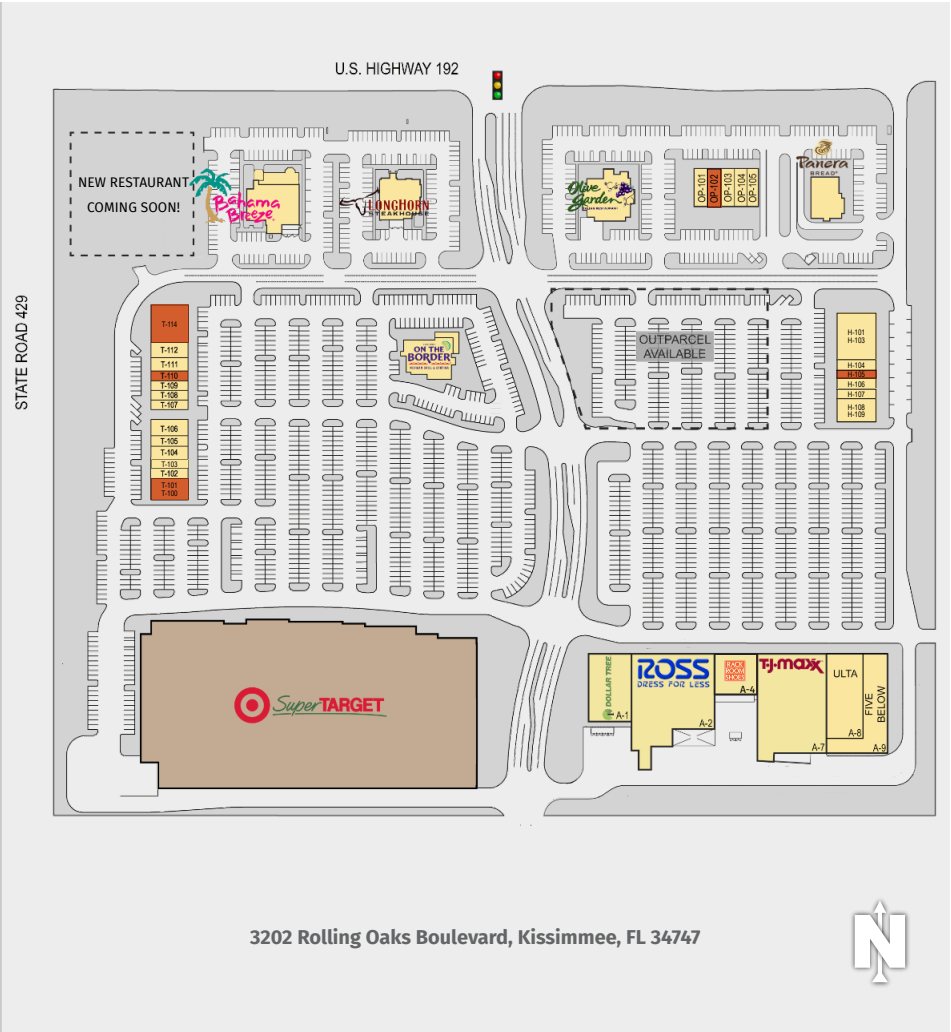 U.S. HIGHWAY 192
STATE ROAD 429
NEW RESTAURANT
COMING SOON!
Bahama
Breeze
LONGHORN
STEAKHOUSE
Olive
Garden
OP-101
OP-102
OP-103
OP-104
OP-105
Panera
BREAD
T-114
T-112
T-111
T-110
T-109
T-108
T-107
T-106
T-105
T-104
T-103
T-102
T-101
T-100
ON THE
BORDER
OUTPARCEL
AVAILABLE
H-101
H-103
H-104
H-105
H-106
H-107
H-108
H-109
SuperTARGET
DOLLAR TREE
A-1
ROSS
DRESS FOR LESS
A-2
RACK
ROOM
SHOES
A-4
T.J.maxx
A-7
ULTA
A-8
FIVE
BELOW
A-9
3202 Rolling Oaks Boulevard, Kissimmee, FL 34747
N